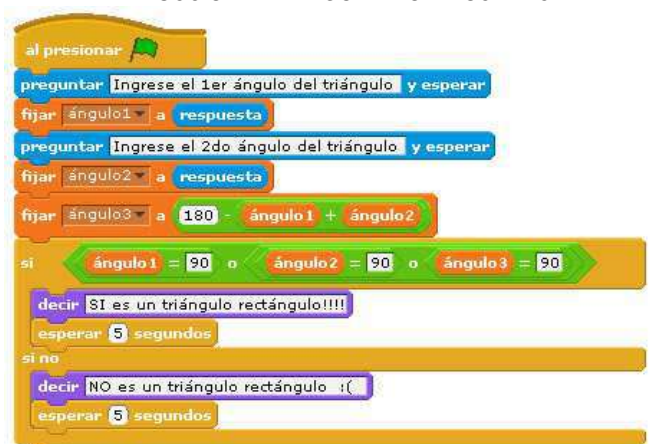 al presionar
preguntar Ingrese el 1er ángulo del triángulo y esperar
fijar ángulo1 a respuesta
preguntar Ingrese el 2do ángulo del triángulo y esperar
fijar ángulo2 a respuesta
fijar ángulo3 a 180 - ángulo1 + ángulo2
si ángulo1 = 90 o ángulo2 = 90 o ángulo3 = 90
decir SI es un triángulo rectángulo!!!!
esperar 5 segundos
si no
decir NO es un triángulo rectángulo :(
esperar 5 segundos